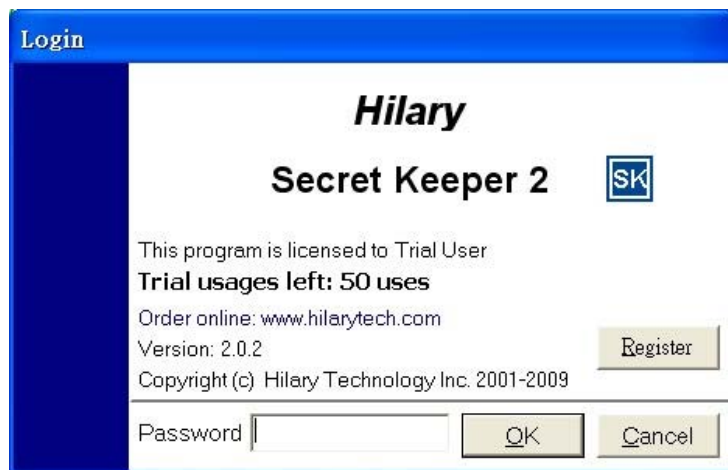 Login
Hilary
Secret Keeper 2
SK
This program is licensed to Trial User
Trial usages left: 50 uses
Order online: www.hilarytech.com
Version: 2.0.2
Register
Copyright (c) Hilary Technology Inc. 2001-2009
Password
OK
Cancel